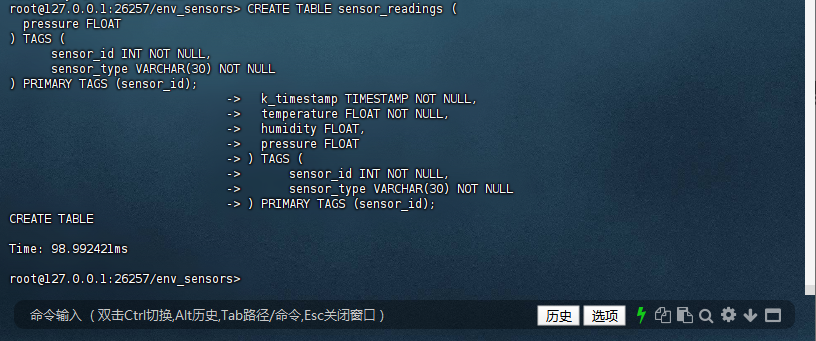 root@127.0.0.1:26257/env_sensors> CREATE TABLE sensor_readings (
  pressure FLOAT
) TAGS (
      sensor_id INT NOT NULL,
      sensor_type VARCHAR(30) NOT NULL
) PRIMARY TAGS (sensor_id);
                               ->   k_timestamp TIMESTAMP NOT NULL,
                               ->   temperature FLOAT NOT NULL,
                               ->   humidity FLOAT,
                               ->   pressure FLOAT
                               -> ) TAGS (
                               ->       sensor_id INT NOT NULL,
                               ->       sensor_type VARCHAR(30) NOT NULL
                               -> ) PRIMARY TAGS (sensor_id);
CREATE TABLE
Time: 98.992421ms
root@127.0.0.1:26257/env_sensors>
命令输入 (双击Ctrl切换,Alt历史,Tab路径/命令,Esc关闭窗口) 历史 选项